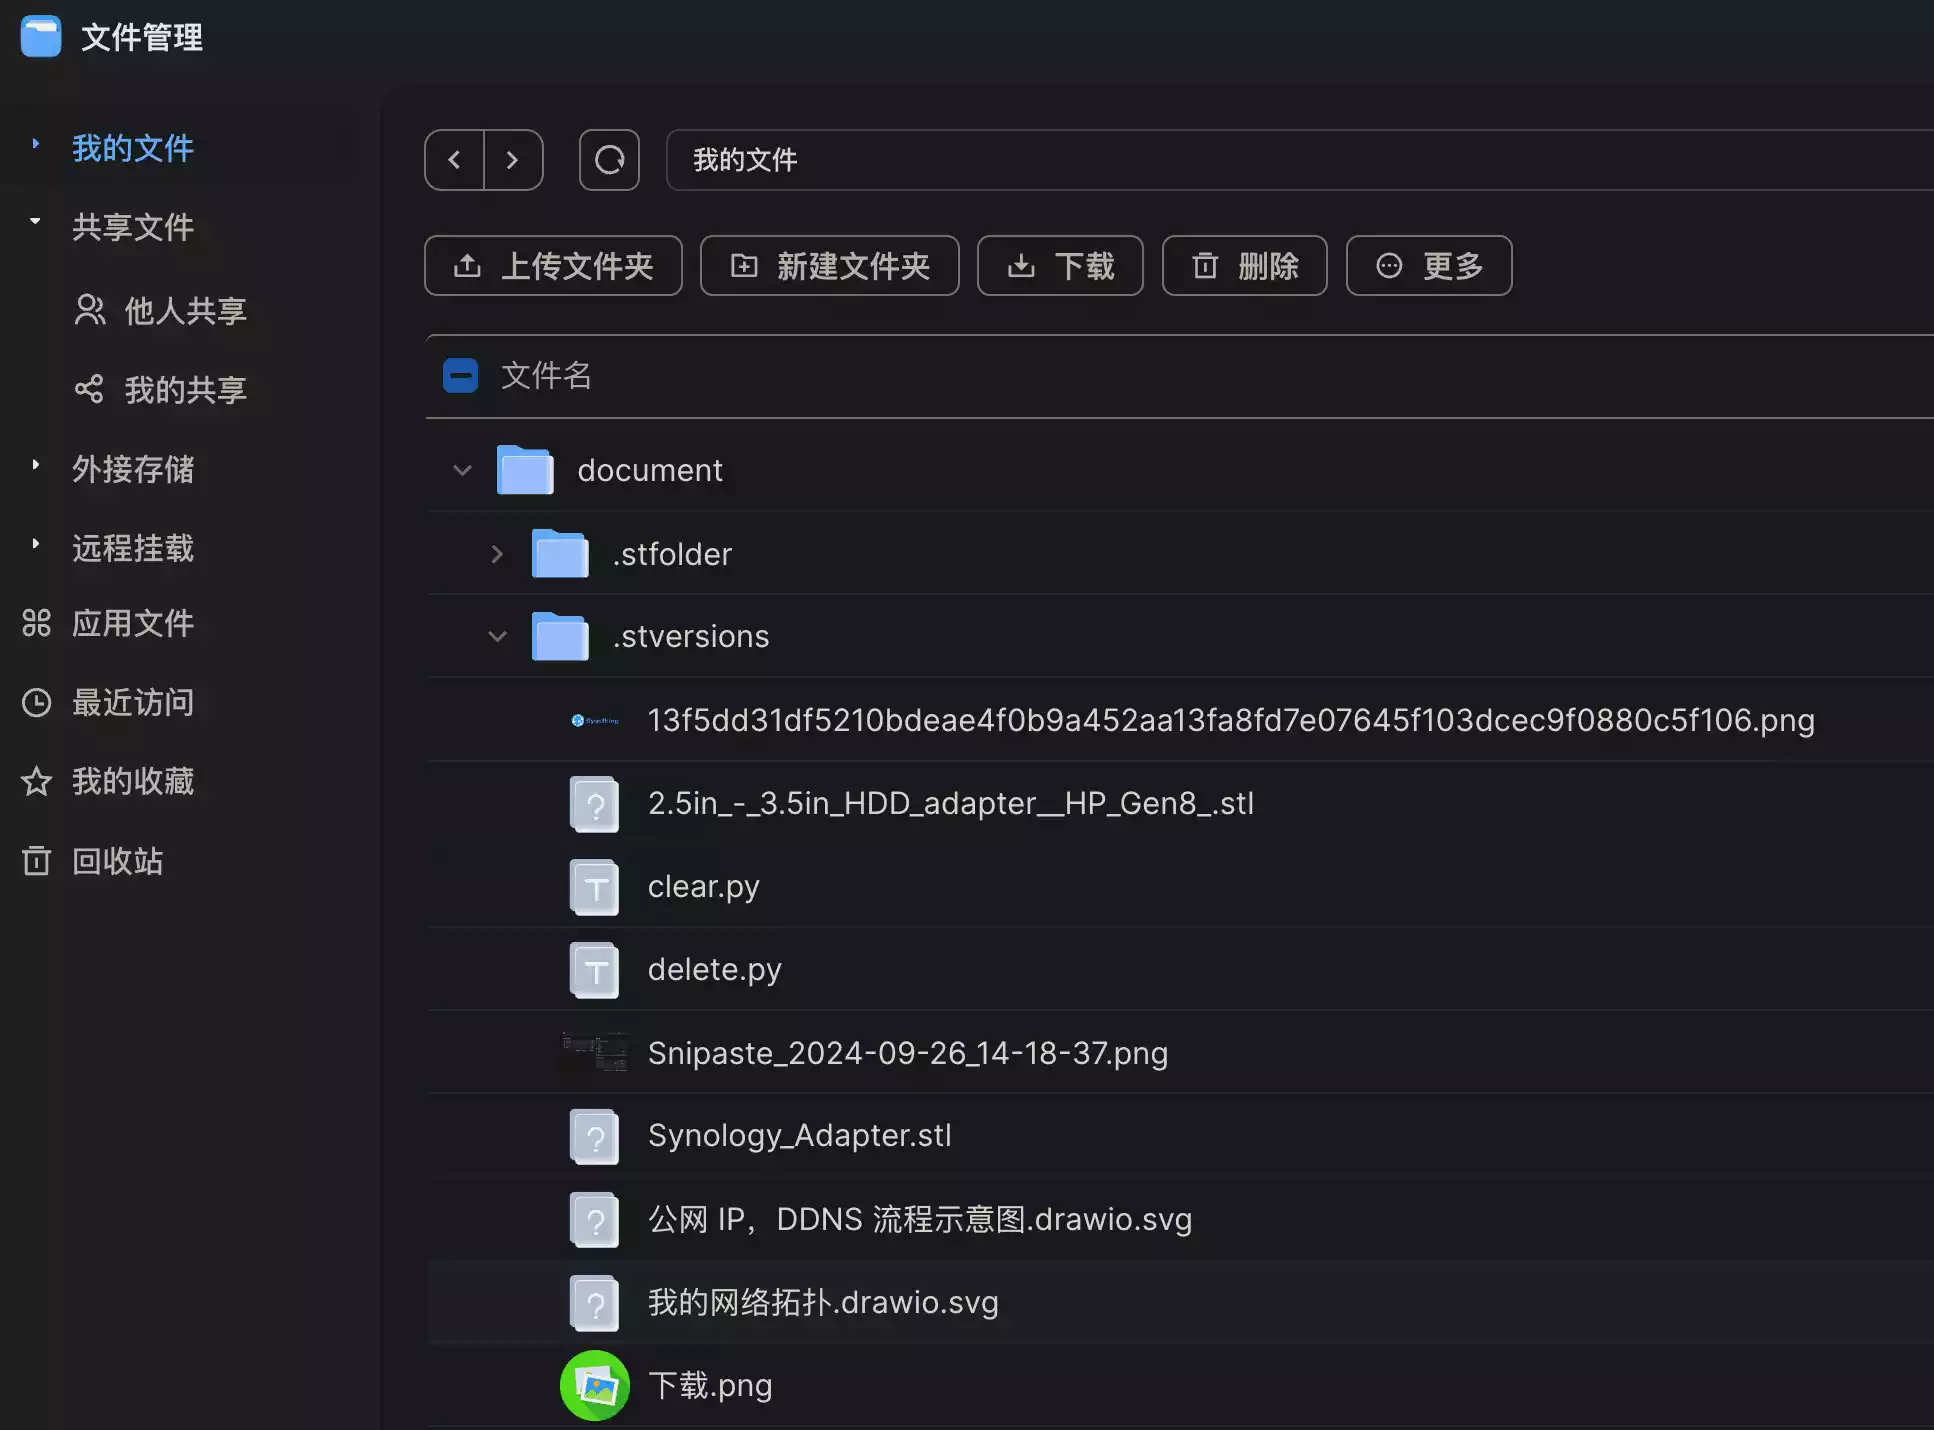 文件管理
我的文件
共享文件
他人共享
我的共享
外接存储
远程挂载
应用文件
最近访问
我的收藏
回收站
我的文件
上传文件夹 新建文件夹 下载 删除 更多
文件名
document
.stfolder
.stversions
13f5dd31df5210bdeae4f0b9a452aa13fa8fd7e07645f103dcec9f0880c5f106.png
2.5in_-_3.5in_HDD_adapter__HP_Gen8_.stl
clear.py
delete.py
Snipaste_2024-09-26_14-18-37.png
Synology_Adapter.stl
公网 IP，DDNS 流程示意图.drawio.svg
我的网络拓扑.drawio.svg
下载.png